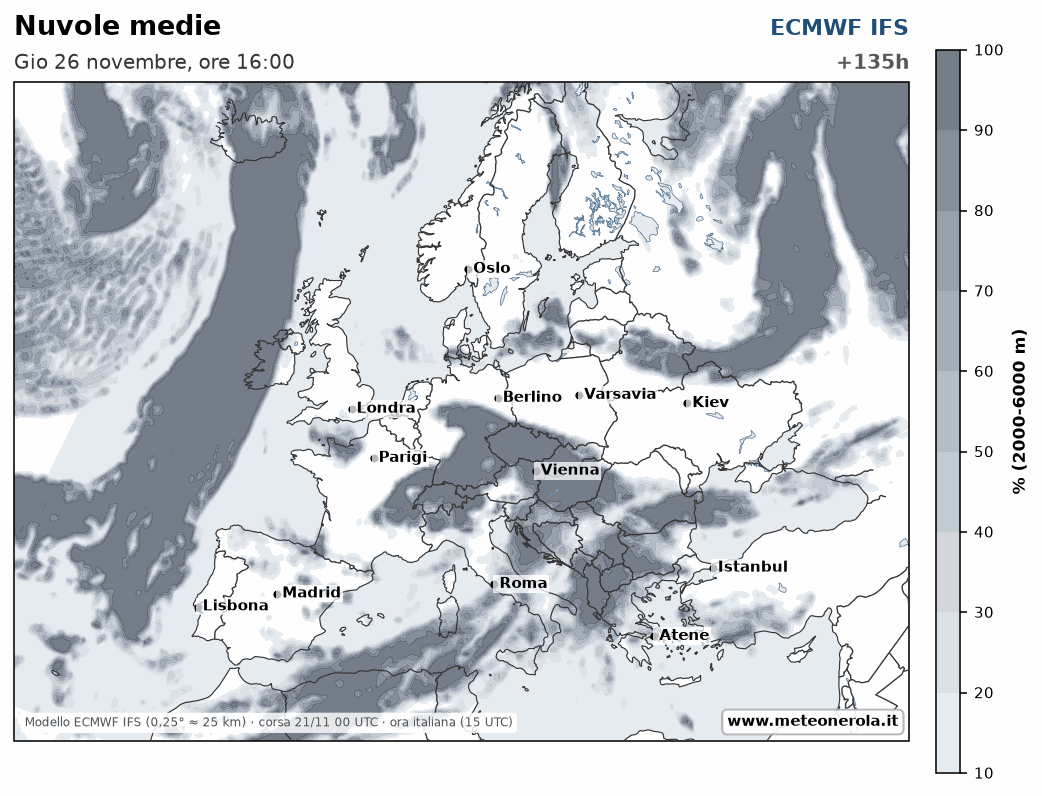 Nuvole medie
ECMWF IFS
Gio 26 novembre, ore 16:00
+135h
100
90
80
70
60
50
40
30
20
10
% (2000-6000 m)
Oslo
Londra
Berlino
Varsavia
Kiev
Parigi
Vienna
Istanbul
Roma
Madrid
Lisbona
Atene
Modello ECMWF IFS (0,25° ≈ 25 km) · corsa 21/11 00 UTC · ora italiana (15 UTC)
www.meteonerola.it